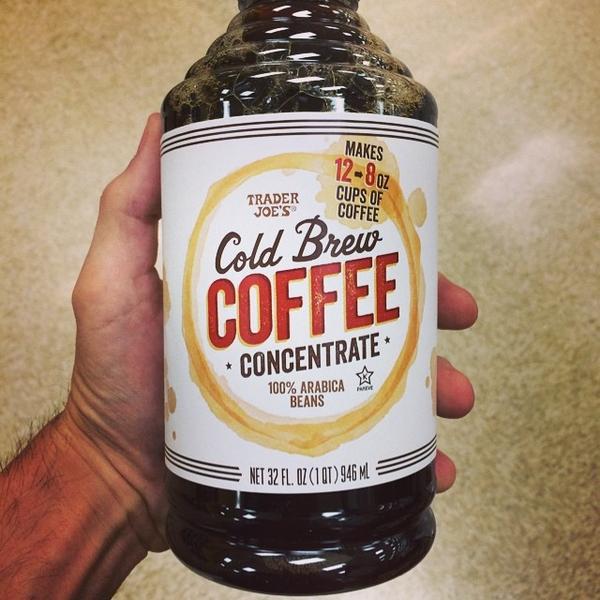 MAKES
12-8 OZ
CUPS OF
COFFEE
TRADER
JOE'S®
Cold Brew
COFFEE
CONCENTRATE
100% ARABICA
BEANS
K
PAREVE
NET 32 FL. OZ (1 QT) 946 mL